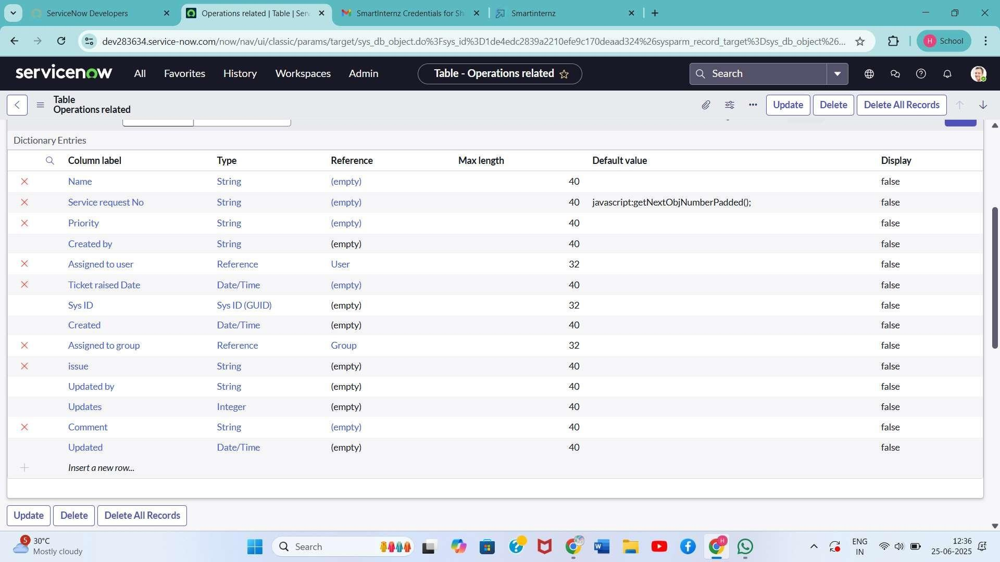 ServiceNow Developers
Operations related | Table | Serv
SmartInternz Credentials for Sh
Smartinternz
dev283634.service-now.com/now/nav/ui/classic/params/target/sys_db_object.do%3Fsys_id%3D1de4edc2839a2210efe9c170deaad324%26sysparm_record_target%3Dsys_db_object%26...
H School
servicenow All Favorites History Workspaces Admin Table - Operations related Search
Table
Operations related
Update Delete Delete All Records
Dictionary Entries
Column label Type Reference Max length Default value Display
Name String (empty) 40 false
Service request No String (empty) 40 javascript:getNextObjNumberPadded(); false
Priority String (empty) 40 false
Created by String (empty) 40 false
Assigned to user Reference User 32 false
Ticket raised Date Date/Time (empty) 40 false
Sys ID Sys ID (GUID) (empty) 32 false
Created Date/Time (empty) 40 false
Assigned to group Reference Group 32 false
issue String (empty) 40 false
Updated by String (empty) 40 false
Updates Integer (empty) 40 false
Comment String (empty) 40 false
Updated Date/Time (empty) 40 false
Insert a new row...
Update Delete Delete All Records
5 30°C
Mostly cloudy
Search
H
ENG
IN
12:36
25-06-2025